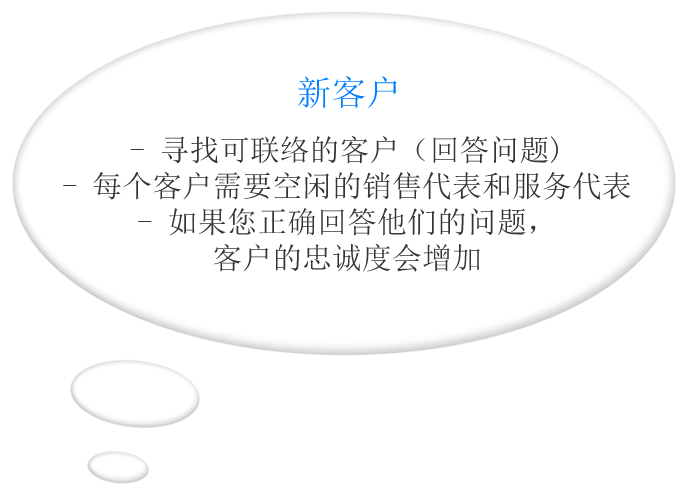 新客户
- 寻找可联络的客户（回答问题)
- 每个客户需要空闲的销售代表和服务代表
- 如果您正确回答他们的问题，
客户的忠诚度会增加